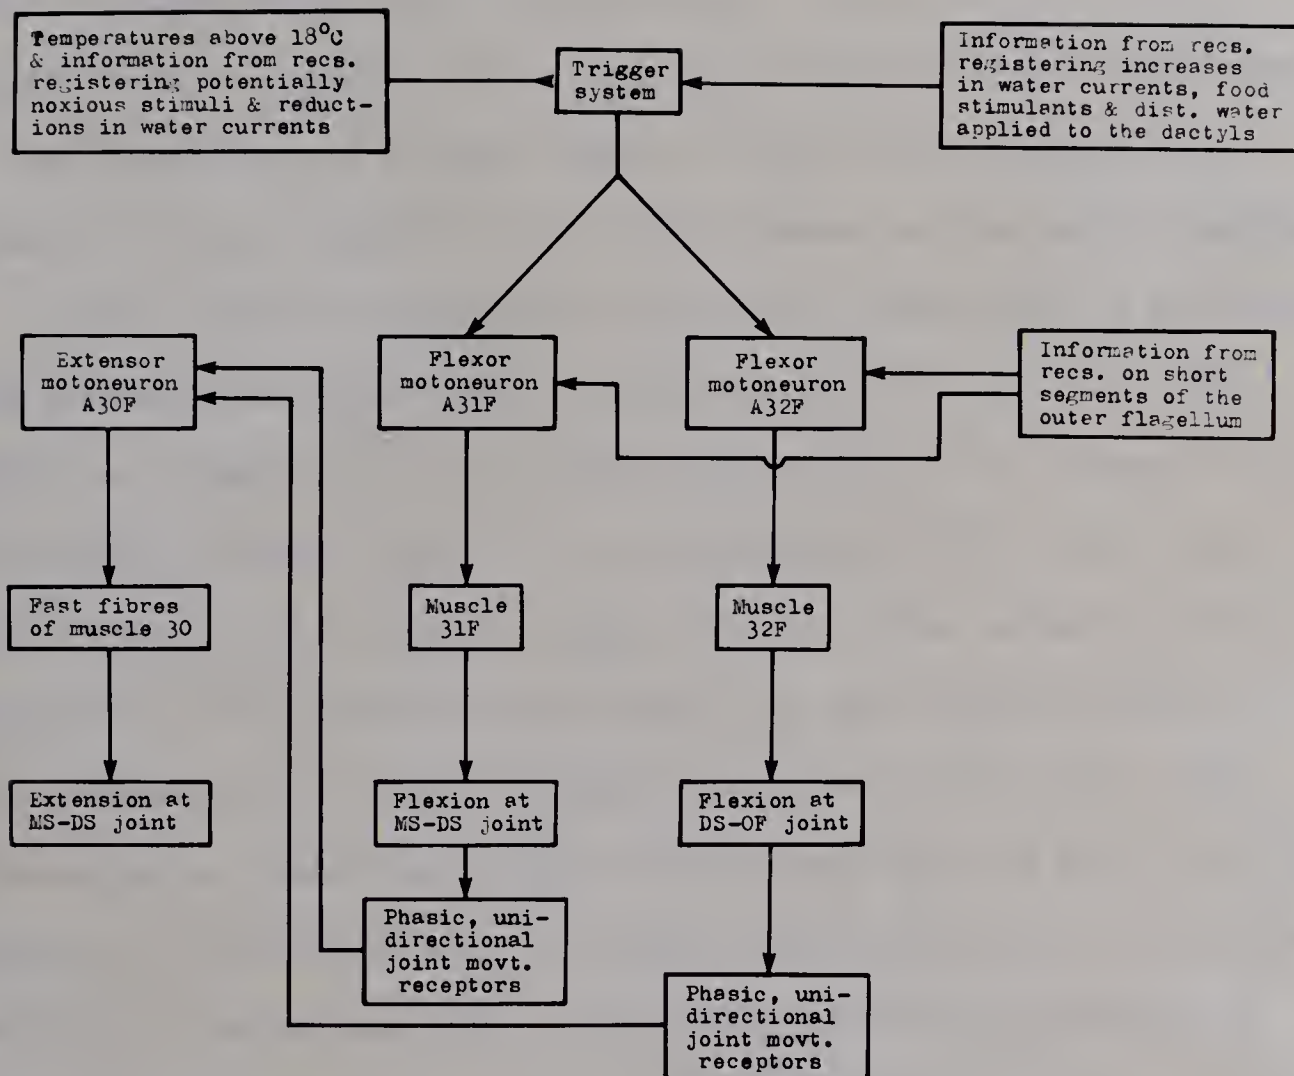 Temperatures above 18°C
& information from recs.
registering potentially
noxious stimuli & reduct-
ions in water currents
Trigger
system
Information from recs.
registering increases
in water currents, food
stimulants & dist. water
applied to the dactyls
Extensor
motoneuron
A30F
Flexor
motoneuron
A31F
Flexor
motoneuron
A32F
Information from
recs. on short
segments of the
outer flagellum
Fast fibres
of muscle 30
Muscle
31F
Muscle
32F
Extension at
MS-DS joint
Flexion at
MS-DS joint
Flexion at
DS-OF joint
Phasic, uni-
directional
joint movt.
receptors
Phasic, uni-
directional
joint movt.
receptors